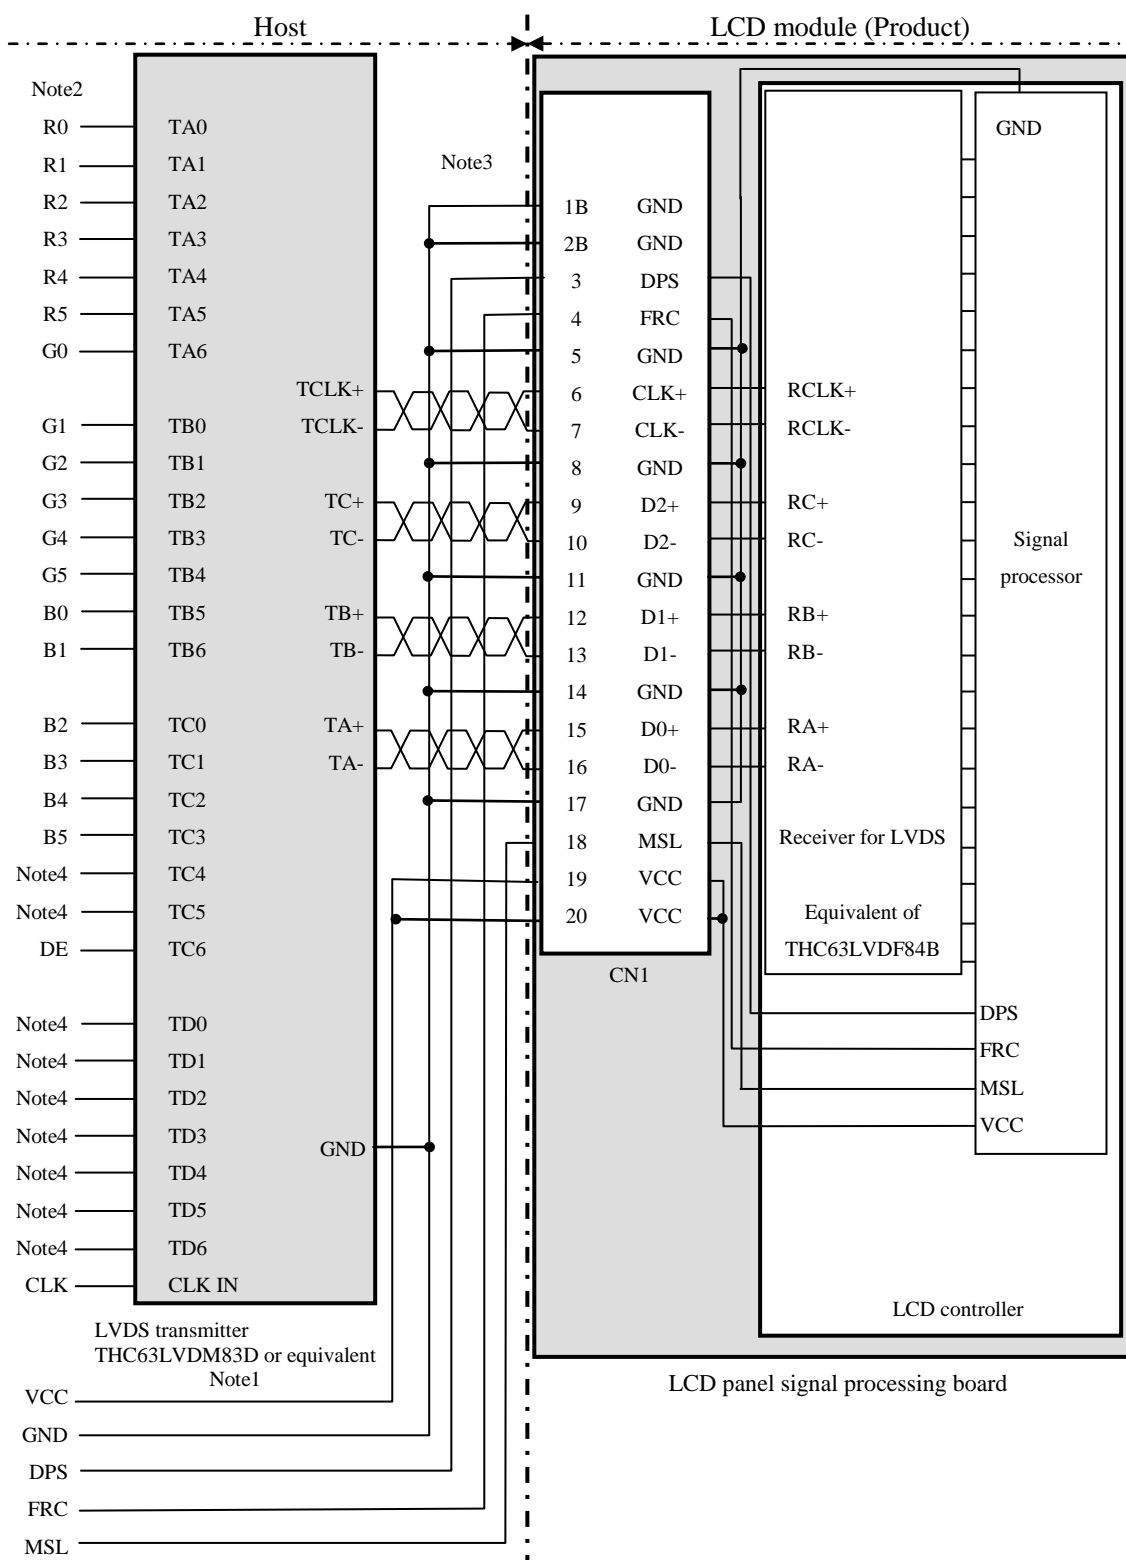 Host
LCD module (Product)
Note2
R0 TA0
R1 TA1
R2 TA2
R3 TA3
R4 TA4
R5 TA5
G0 TA6
TCLK+
G1 TB0 TCLK-
G2 TB1
G3 TB2 TC+
G4 TB3 TC-
G5 TB4
B0 TB5 TB+
B1 TB6 TB-
B2 TC0 TA+
B3 TC1 TA-
B4 TC2
B5 TC3
Note4 TC4
Note4 TC5
DE TC6
Note4 TD0
Note4 TD1
Note4 TD2
Note4 TD3
GND
Note4 TD4
Note4 TD5
Note4 TD6
CLK CLK IN
LVDS transmitter
THC63LVDM83D or equivalent
Note1
VCC
GND
DPS
FRC
MSL
Note3
1B GND
2B GND
3 DPS
4 FRC
5 GND
6 CLK+
7 CLK-
8 GND
9 D2+
10 D2-
11 GND
12 D1+
13 D1-
14 GND
15 D0+
16 D0-
17 GND
18 MSL
19 VCC
20 VCC
CN1
RCLK+
RCLK-
RC+
RC-
RB+
RB-
RA+
RA-
Receiver for LVDS
Equivalent of
THC63LVDF84B
GND
Signal
processor
DPS
FRC
MSL
VCC
LCD controller
LCD panel signal processing board